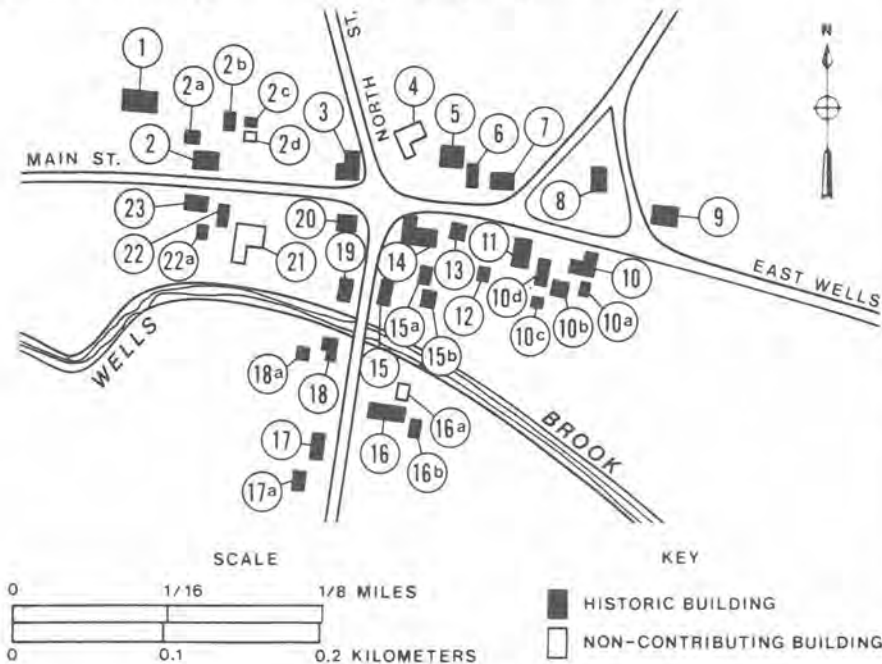 1
2a
2b
2c
2d
2
3
NORTH ST.
4
5
6
7
8
9
MAIN ST.
N
23
22
22a
21
20
19
14
13
12
11
10d
10
10c
10b
10a
EAST WELLS
15a
15b
15
WELLS
BROOK
18a
18
16a
16
16b
17
17a
SCALE
0 1/16 1/8 MILES
0 0.1 0.2 KILOMETERS
KEY
HISTORIC BUILDING
NON-CONTRIBUTING BUILDING